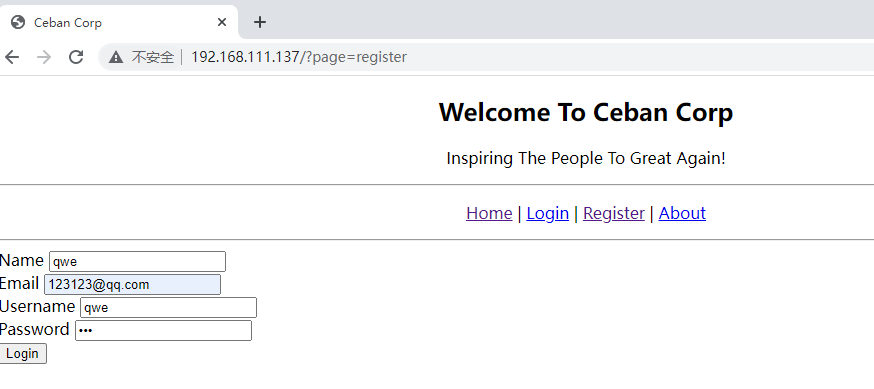 Ceban Corp
不安全 192.168.111.137/?page=register
Welcome To Ceban Corp
Inspiring The People To Great Again!
Home | Login | Register | About
Name qwe
Email 123123@qq.com
Username qwe
Password •••
Login